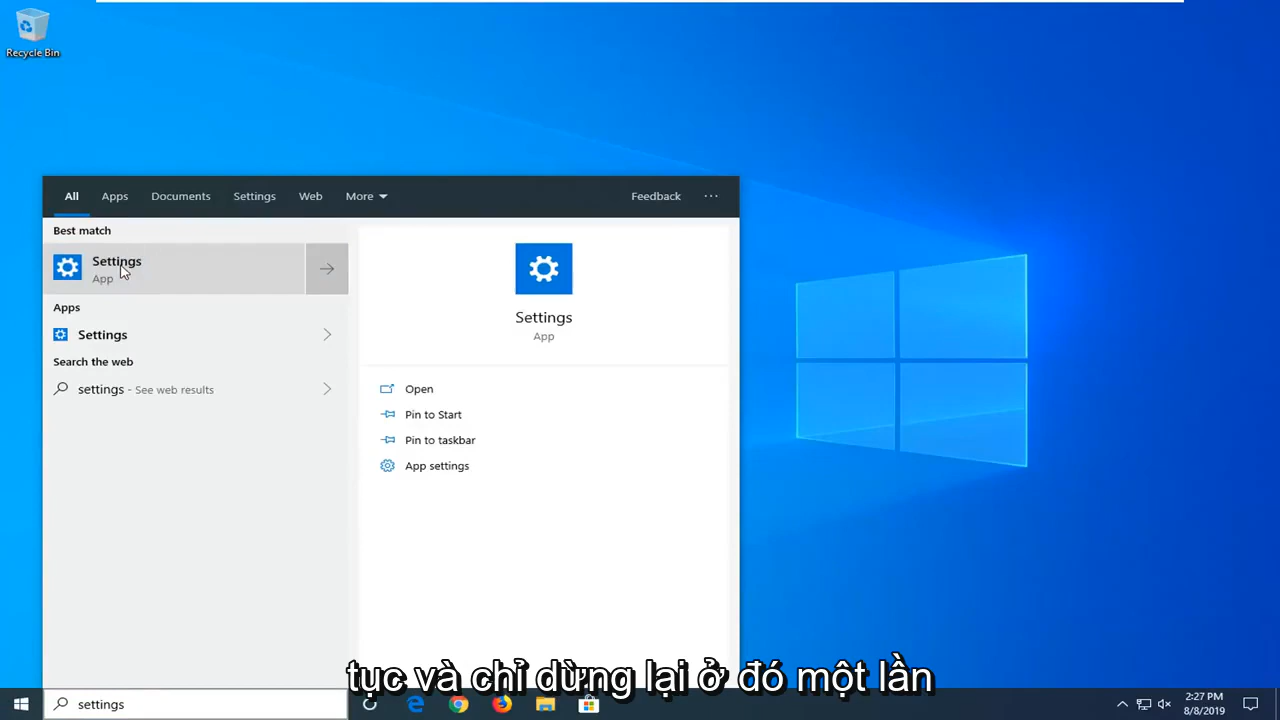 Recycle Bin
All Apps Documents Settings Web More Feedback ···
Best match
Settings
App
Apps
Settings
Search the web
settings - See web results
Settings
App
Open
Pin to Start
Pin to taskbar
App settings
tục và chỉ dừng lại ở đó một lần
settings
2:27 PM
8/8/2019